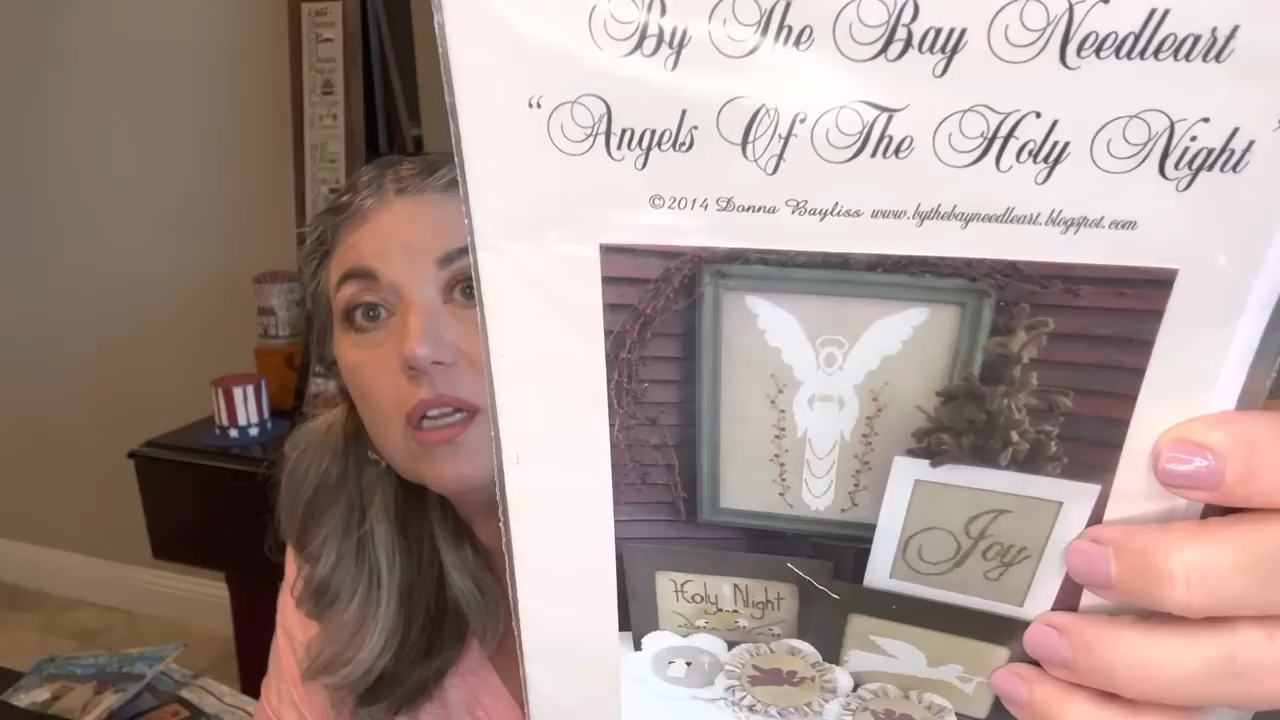 By The Bay Needleart
"Angels Of The Holy Night"
©2014 Donna Bayliss www.bythebayneedleart.blogspot.com
Joy
Holy Night